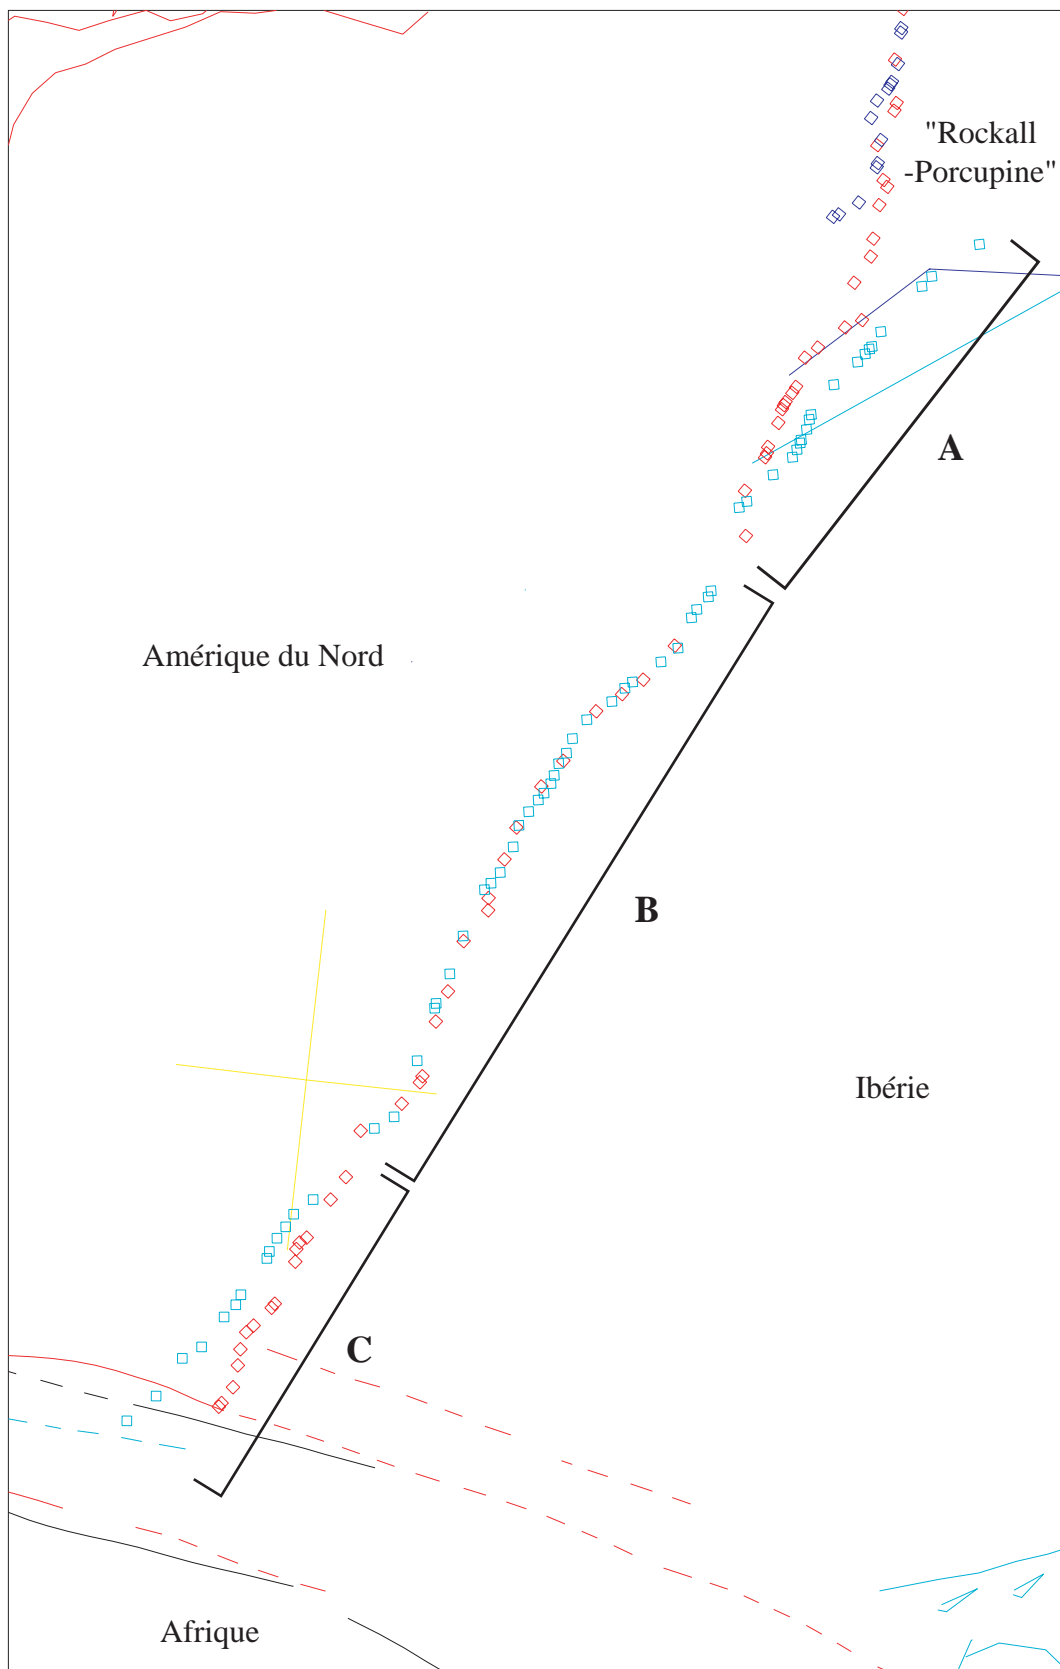 "Rockall
-Porcupine"
A
Amérique du Nord
B
Ibérie
C
Afrique